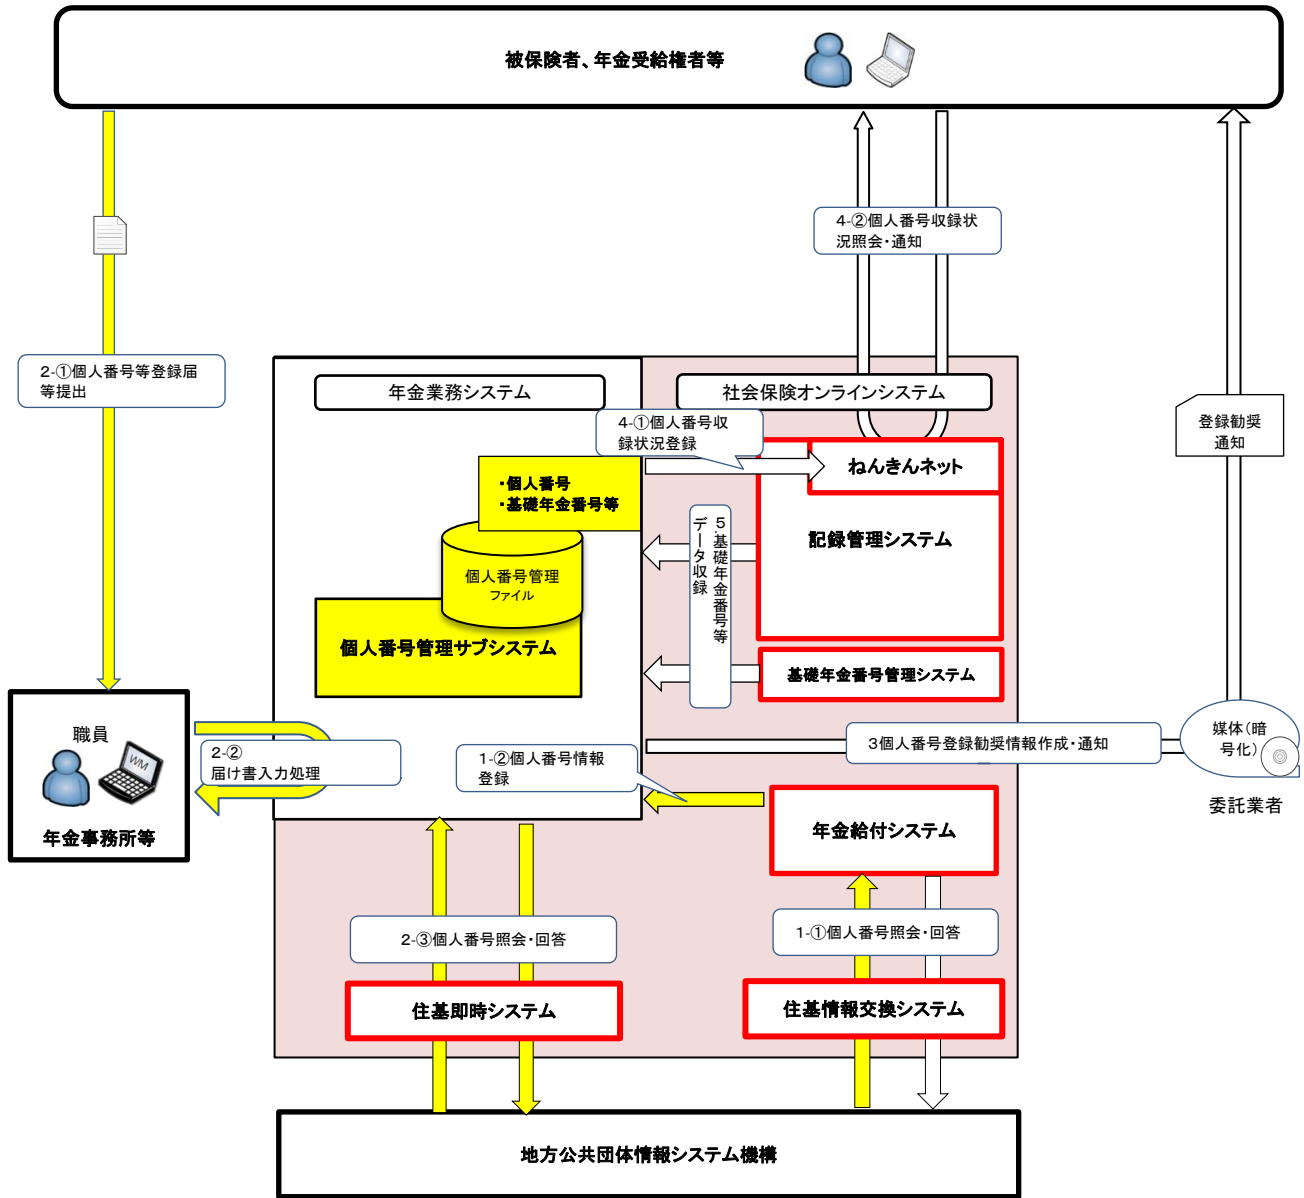 被保険者、年金受給権者等
4-②個人番号収録状
況照会・通知
2-①個人番号等登録届
等提出
年金業務システム
社会保険オンラインシステム
4-①個人番号収
録状況登録
登録勧奨
通知
ねんきんネット
・個人番号
・基礎年金番号等
記録管理システム
5.基礎年金番号等
データ収録
個人番号管理
ファイル
個人番号管理サブシステム
基礎年金番号管理システム
職員
WM
年金事務所等
2-②
届け書入力処理
1-②個人番号情報
登録
3個人番号登録勧奨情報作成・通知
媒体(暗
号化)
委託業者
年金給付システム
2-③個人番号照会・回答
1-①個人番号照会・回答
住基即時システム
住基情報交換システム
地方公共団体情報システム機構